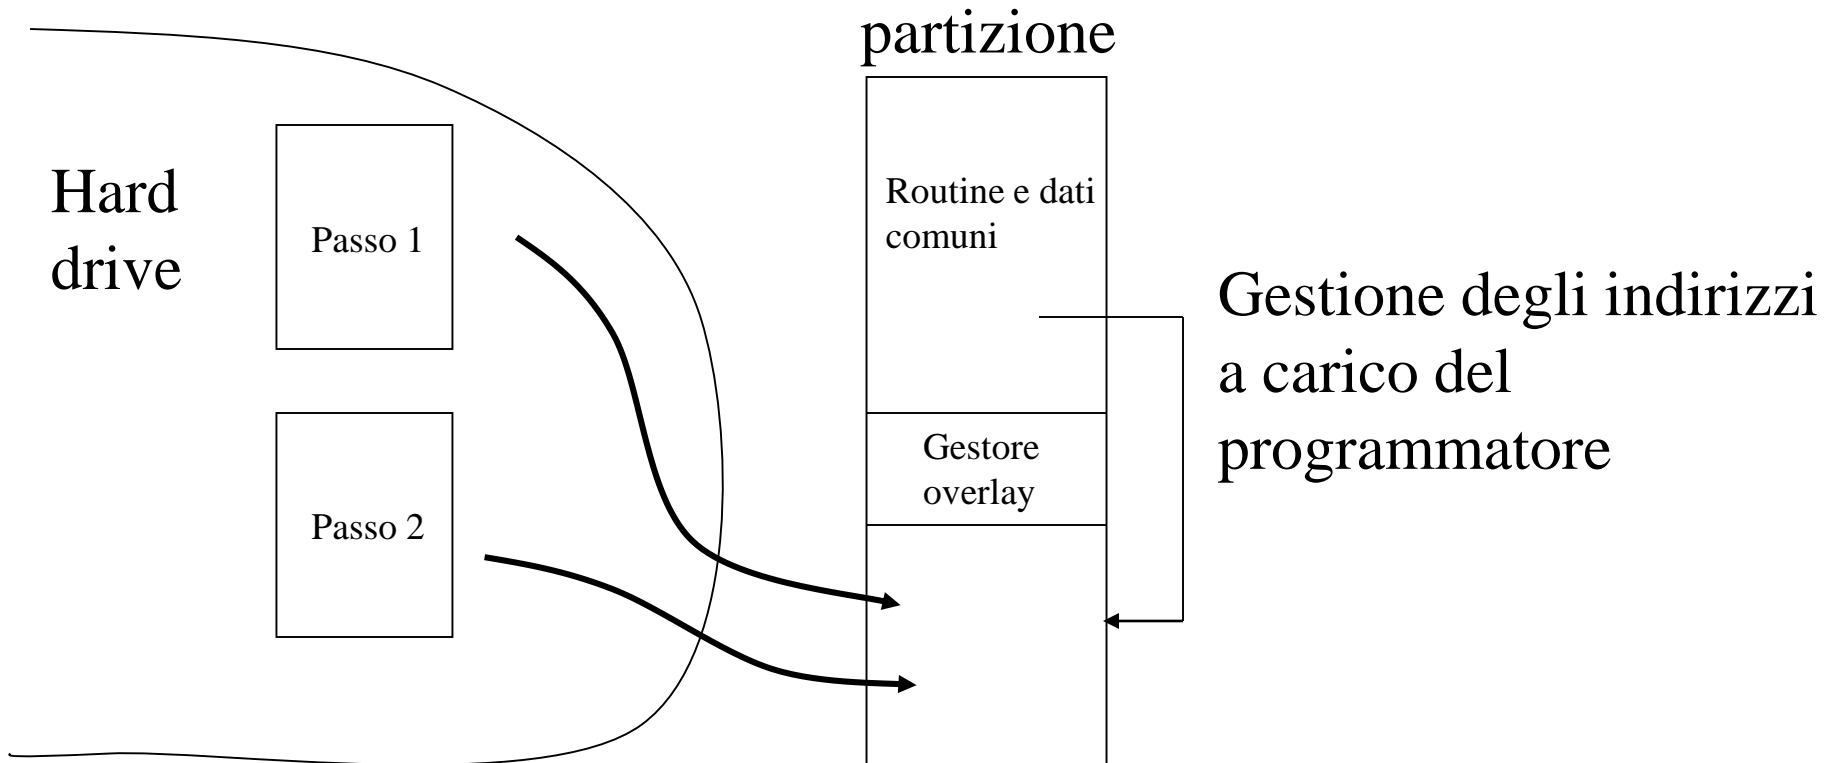 partizione
Hard
drive
Passo 1
Passo 2
Routine e dati
comuni
Gestore
overlay
Gestione degli indirizzi
a carico del
programmatore